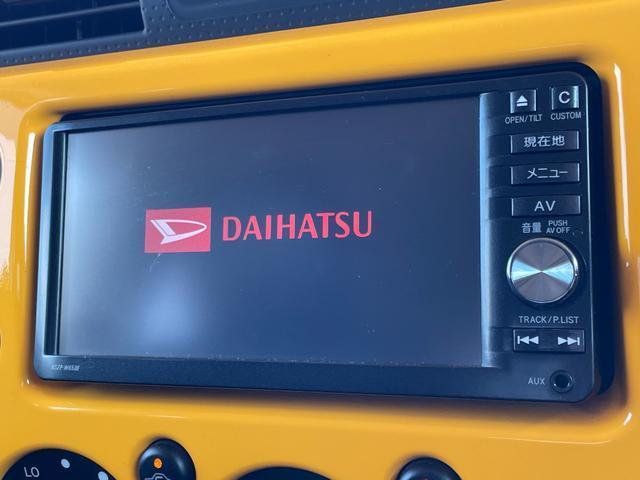 OPEN/TILT
C
CUSTOM
現在地
メニュー
AV
音量 PUSH AV OFF
DAIHATSU
TRACK/P.LIST
AUX
LO